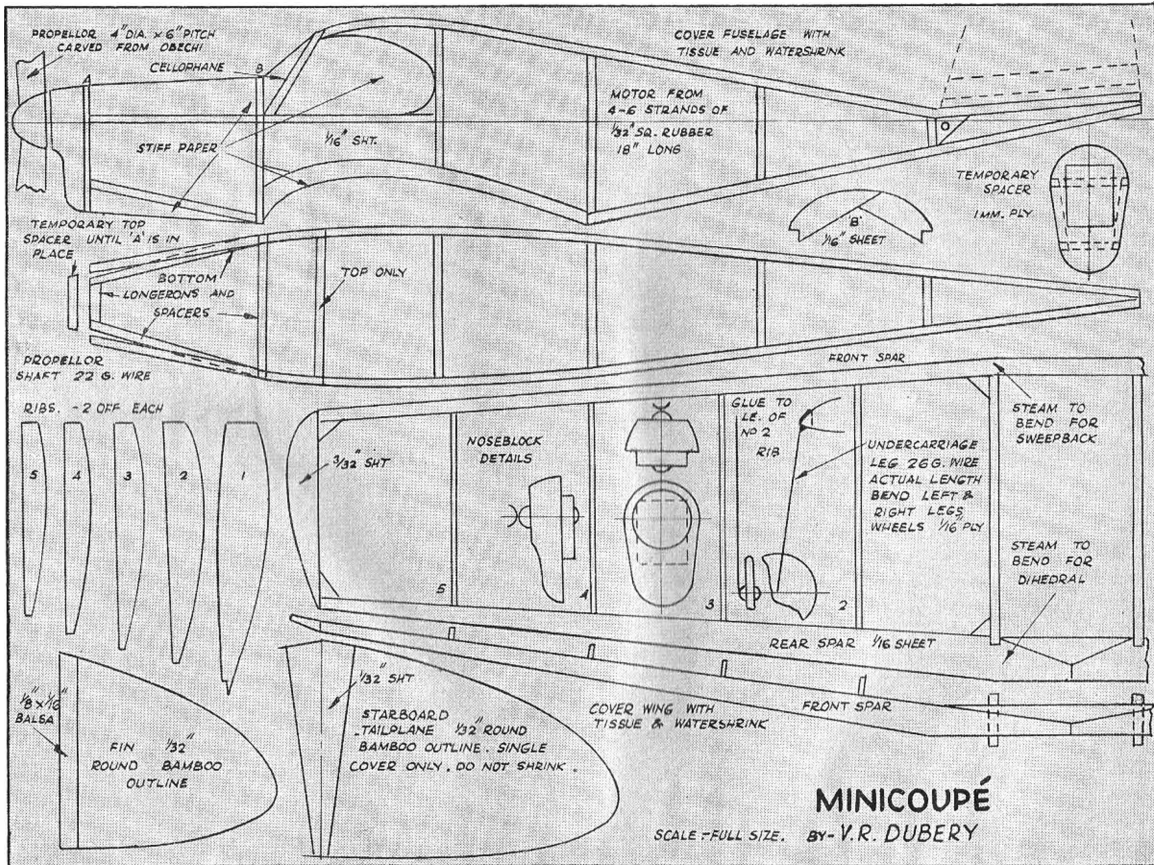 PROPELLOR 4" DIA. × 6" PITCH
CARVED FROM OBECHI
CELLOPHANE
B
STIFF PAPER
1/16" SHT.
COVER FUSELAGE WITH
TISSUE AND WATERSHRINK
MOTOR FROM
4-6 STRANDS OF
1/32" SQ. RUBBER
18" LONG
TEMPORARY
SPACER
1MM. PLY
'B'
1/16" SHEET
TEMPORARY TOP
SPACER UNTIL 'A' IS IN
PLACE
BOTTOM
LONGERONS AND
SPACERS
TOP ONLY
PROPELLOR
SHAFT 22 G. WIRE
FRONT SPAR
RIBS. - 2 OFF EACH
5
4
3
2
1
3/32" SHT
NOSEBLOCK
DETAILS
GLUE TO
LE. OF
NO 2
RIB
UNDERCARRIAGE
LEG 26G. WIRE
ACTUAL LENGTH
BEND LEFT &
RIGHT LEGS
WHEELS 1/16" PLY
STEAM TO
BEND FOR
SWEEPBACK
STEAM TO
BEND FOR
DIHEDRAL
5
4
3
2
REAR SPAR 1/16 SHEET
1/8" × 1/16"
BALSA
FIN 1/32"
ROUND BAMBOO
OUTLINE
1/32" SHT
STARBOARD
TAILPLANE 1/32" ROUND
BAMBOO OUTLINE. SINGLE
COVER ONLY. DO NOT SHRINK.
COVER WING WITH
TISSUE & WATERSHRINK
FRONT SPAR
MINICOUPÉ
SCALE - FULL SIZE. BY - V.R. DUBERY